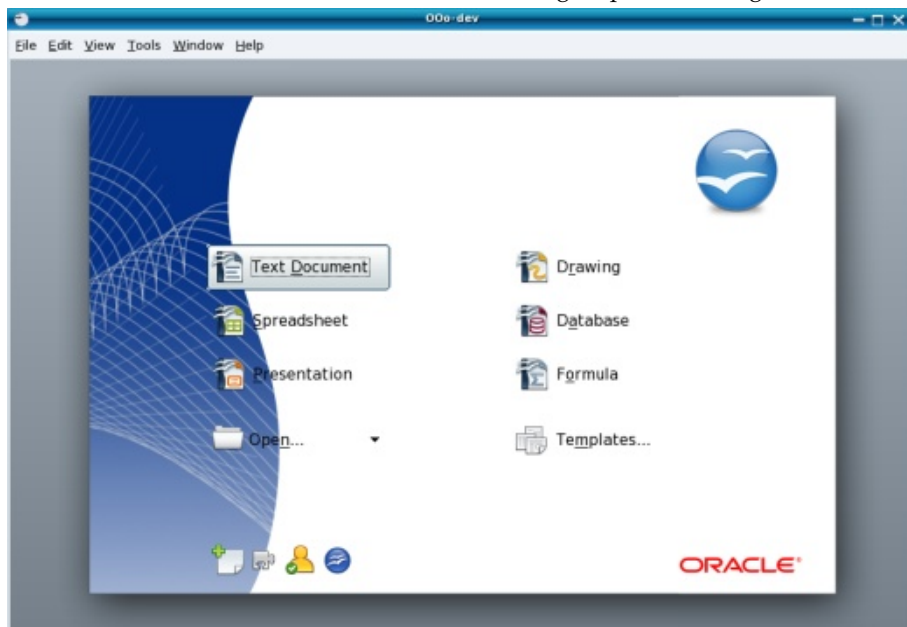 OOo-dev
File Edit View Tools Window Help
Text Document
Drawing
Spreadsheet
Database
Presentation
Formula
Open...
Templates...
ORACLE